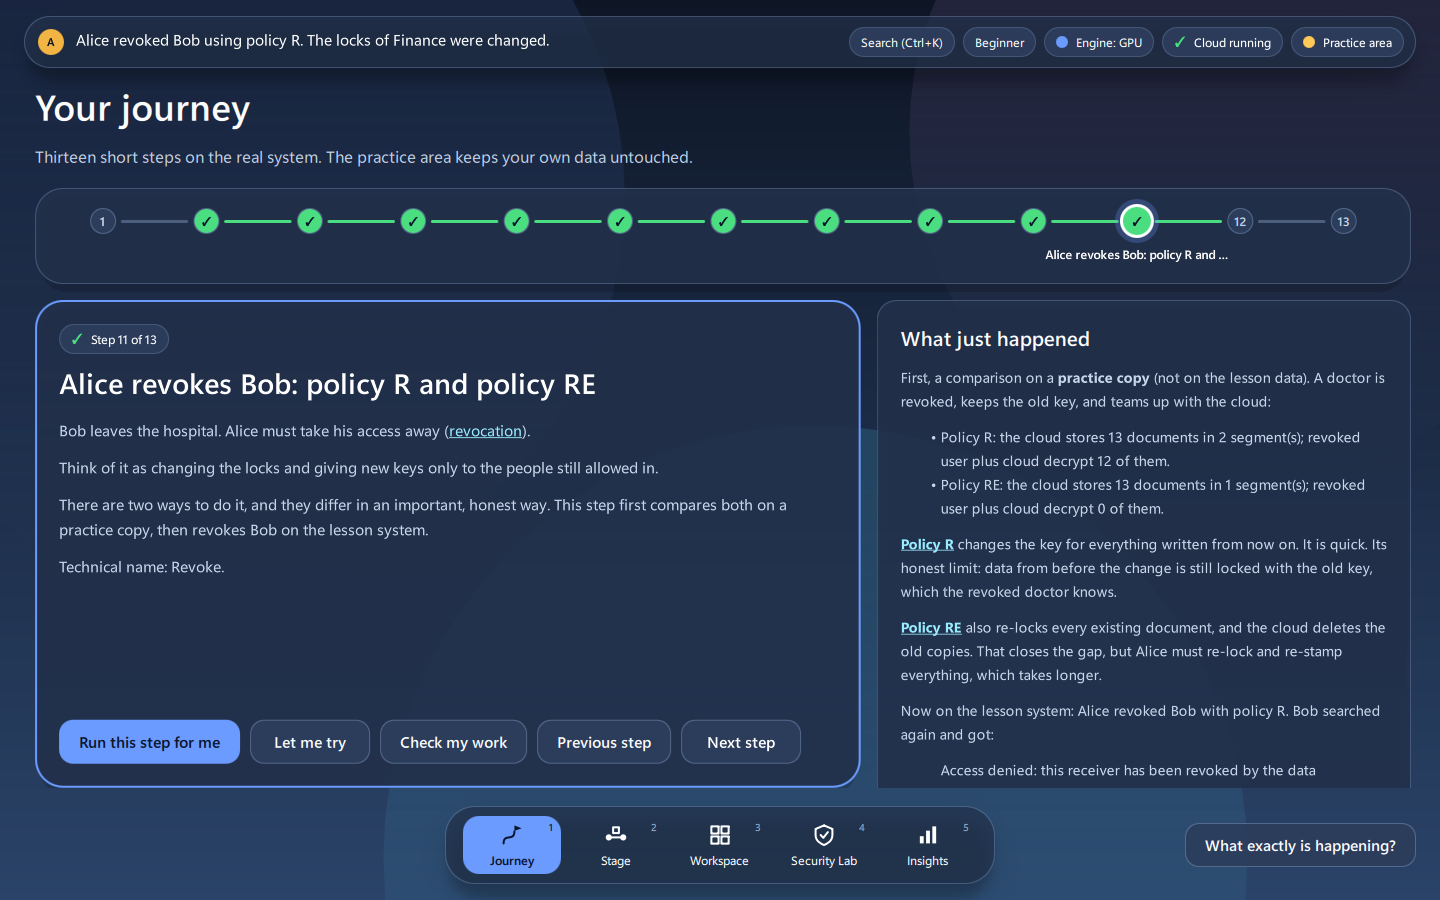 A Alice revoked Bob using policy R. The locks of Finance were changed.
Search (Ctrl+K) Beginner Engine: GPU ✓ Cloud running Practice area
Your journey
Thirteen short steps on the real system. The practice area keeps your own data untouched.
1 ✓ ✓ ✓ ✓ ✓ ✓ ✓ ✓ ✓ ✓ 12 13
Alice revokes Bob: policy R and ...
✓ Step 11 of 13
Alice revokes Bob: policy R and policy RE
Bob leaves the hospital. Alice must take his access away (revocation).
Think of it as changing the locks and giving new keys only to the people still allowed in.
There are two ways to do it, and they differ in an important, honest way. This step first compares both on a
practice copy, then revokes Bob on the lesson system.
Technical name: Revoke.
Run this step for me Let me try Check my work Previous step Next step
What just happened
First, a comparison on a practice copy (not on the lesson data). A doctor is
revoked, keeps the old key, and teams up with the cloud:
• Policy R: the cloud stores 13 documents in 2 segment(s); revoked
user plus cloud decrypt 12 of them.
• Policy RE: the cloud stores 13 documents in 1 segment(s); revoked
user plus cloud decrypt 0 of them.
Policy R changes the key for everything written from now on. It is quick. Its
honest limit: data from before the change is still locked with the old key,
which the revoked doctor knows.
Policy RE also re-locks every existing document, and the cloud deletes the
old copies. That closes the gap, but Alice must re-lock and re-stamp
everything, which takes longer.
Now on the lesson system: Alice revoked Bob with policy R. Bob searched
again and got:
Access denied: this receiver has been revoked by the data
Journey 1 Stage 2 Workspace 3 Security Lab 4 Insights 5
What exactly is happening?